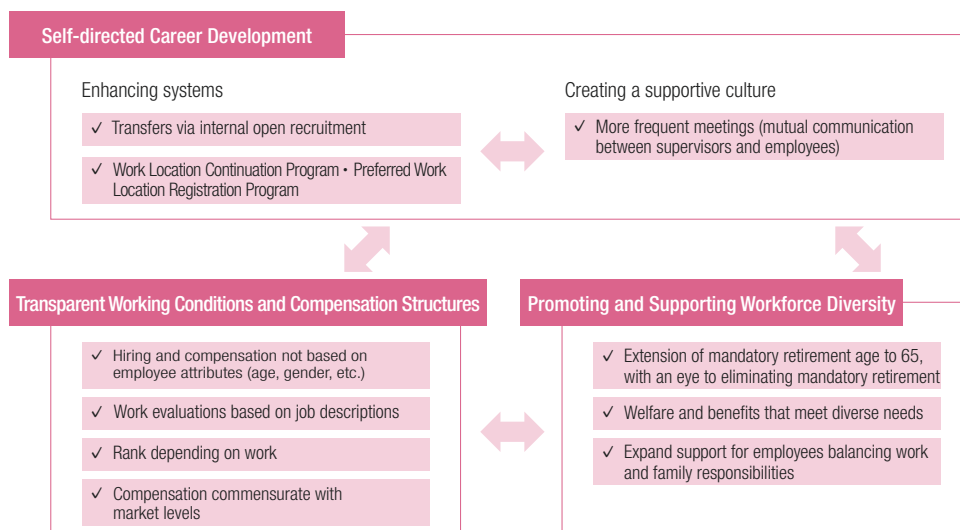 Self-directed Career Development
Enhancing systems
✓ Transfers via internal open recruitment
✓ Work Location Continuation Program・Preferred Work
Location Registration Program
Creating a supportive culture
✓ More frequent meetings (mutual communication
between supervisors and employees)
Transparent Working Conditions and Compensation Structures
✓ Hiring and compensation not based on
employee attributes (age, gender, etc.)
✓ Work evaluations based on job descriptions
✓ Rank depending on work
✓ Compensation commensurate with
market levels
Promoting and Supporting Workforce Diversity
✓ Extension of mandatory retirement age to 65,
with an eye to eliminating mandatory retirement
✓ Welfare and benefits that meet diverse needs
✓ Expand support for employees balancing work
and family responsibilities